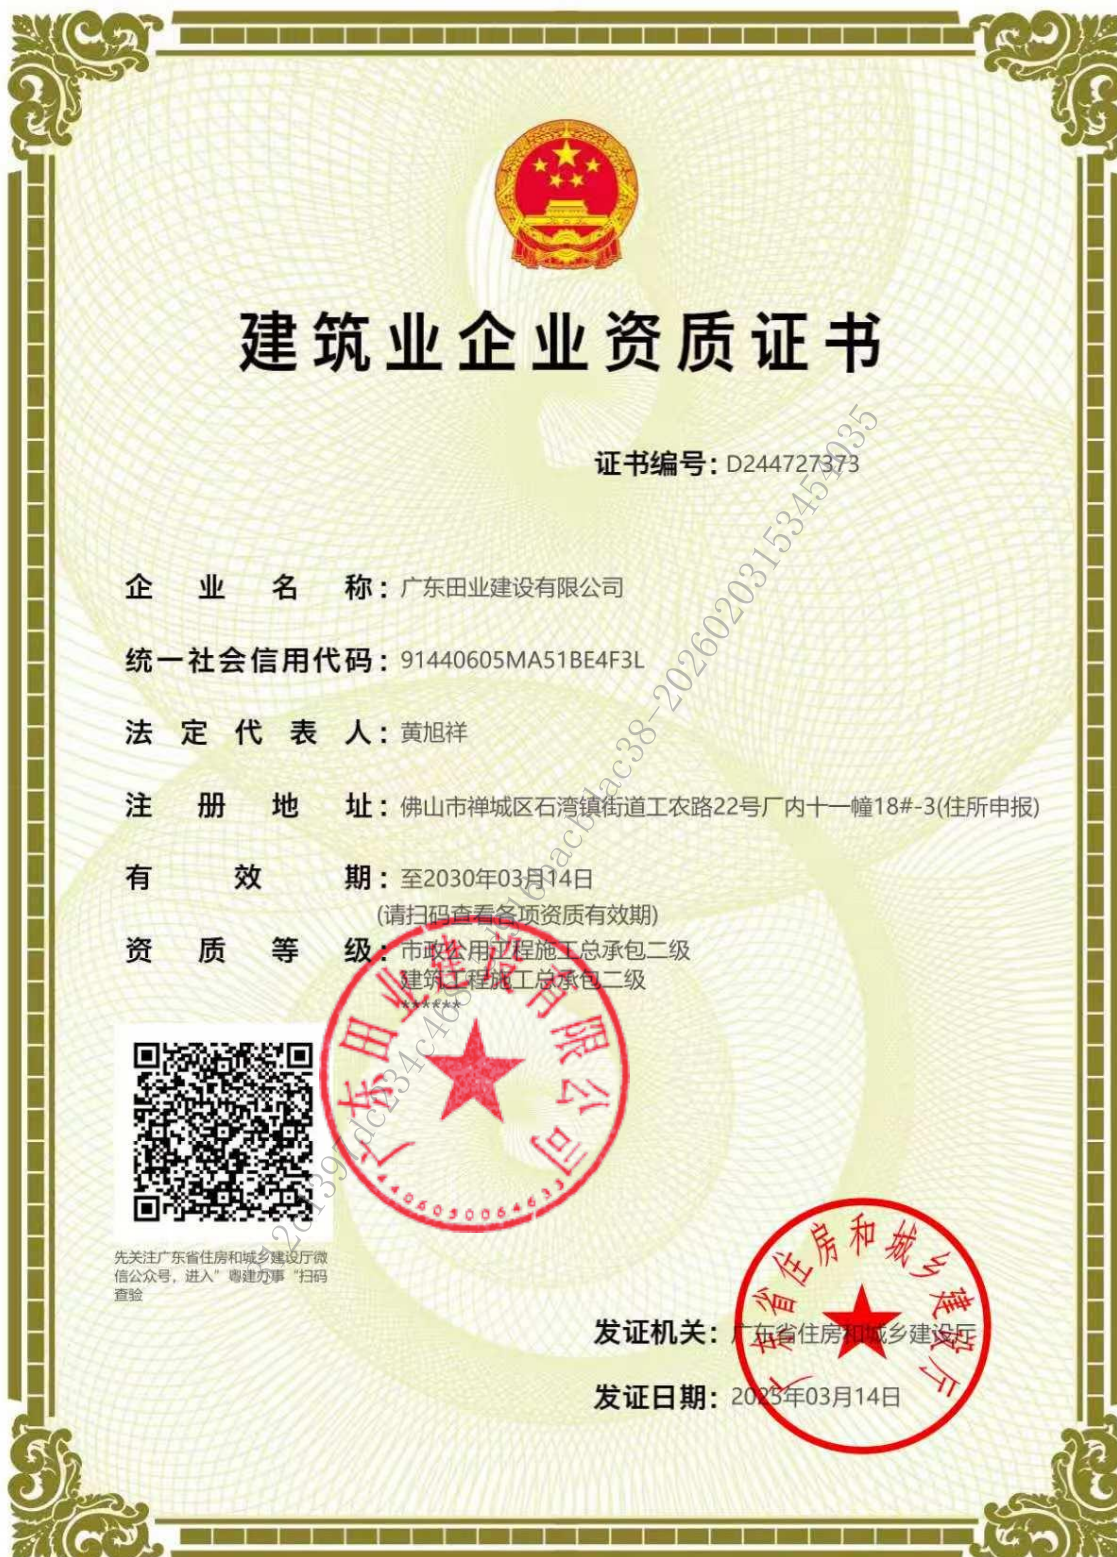 建筑业企业资质证书
证书编号：D244727373
企业名称：广东田业建设有限公司
统一社会信用代码：91440605MA51BE4F3L
法定代表人：黄旭祥
注册地址：佛山市禅城区石湾镇街道工农路22号厂内十一幢18#-3(住所申报)
有效期：至2030年03月14日
(请扫码查看各项资质有效期)
资质等级：市政公用工程施工总承包二级
建筑工程施工总承包二级
******
广东田业建设有限公司
先关注广东省住房和城乡建设厅微
信公众号，进入”粤建办事“扫码
查验
广东省住房和城乡建设厅
发证机关：广东省住房和城乡建设厅
发证日期：2025年03月14日